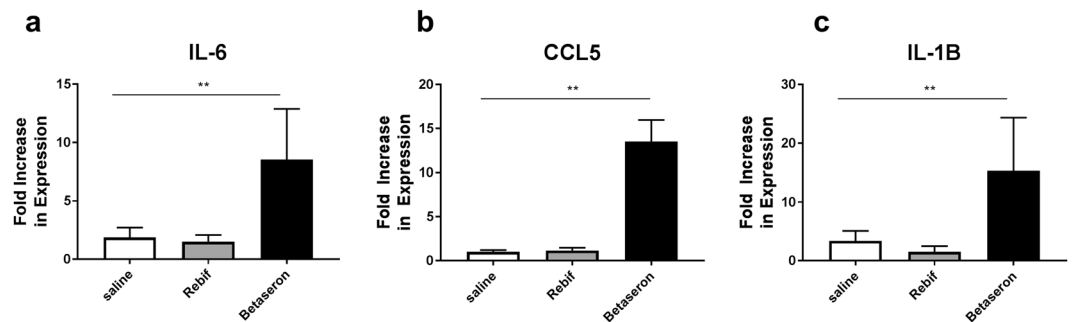 a
IL-6
Fold Increase
in Expression
15
10
5
0
**
saline
Rebif
Betaseron
b
CCL5
Fold Increase
in Expression
20
15
10
5
0
**
saline
Rebif
Betaseron
c
IL-1B
Fold Increase
in Expression
30
20
10
0
**
saline
Rebif
Betaseron